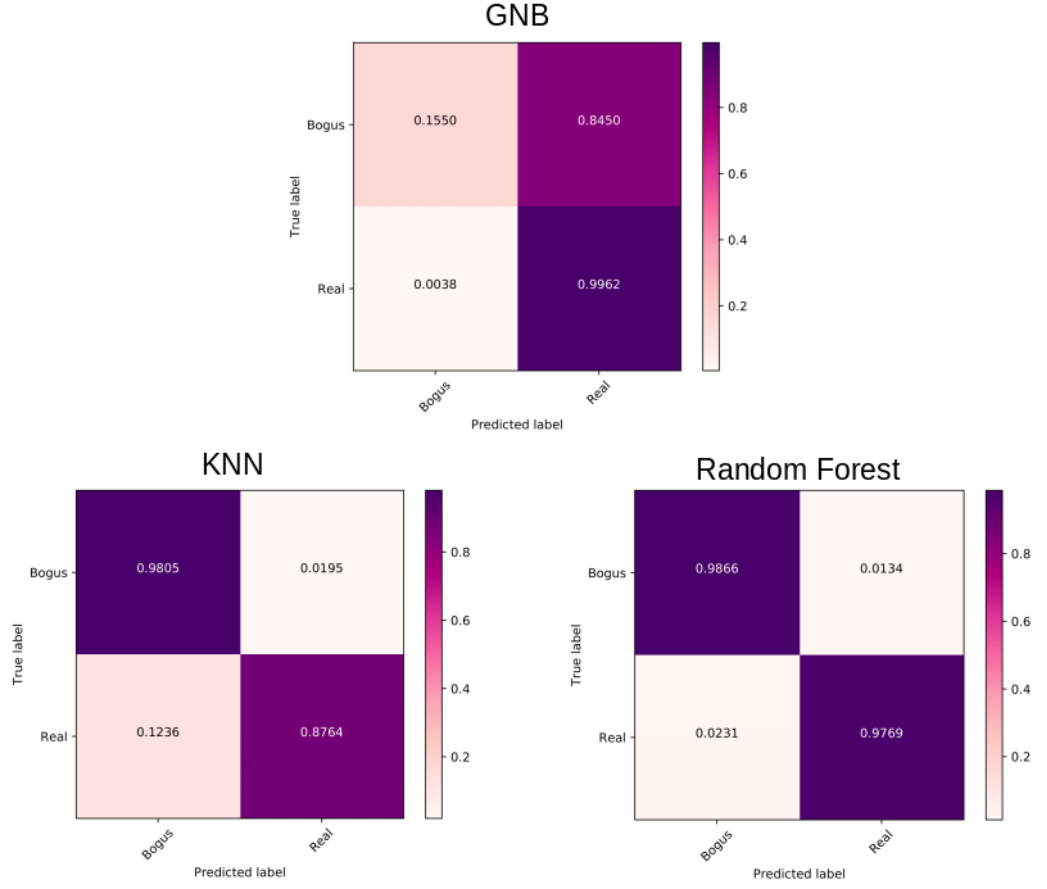 GNB
Bogus
0.1550
0.8450
Real
0.0038
0.9962
True label
Bogus
Real
Predicted label
0.8
0.6
0.4
0.2
KNN
Bogus
0.9805
0.0195
Real
0.1236
0.8764
True label
Bogus
Real
Predicted label
0.8
0.6
0.4
0.2
Random Forest
Bogus
0.9866
0.0134
Real
0.0231
0.9769
True label
Bogus
Real
Predicted label
0.8
0.6
0.4
0.2